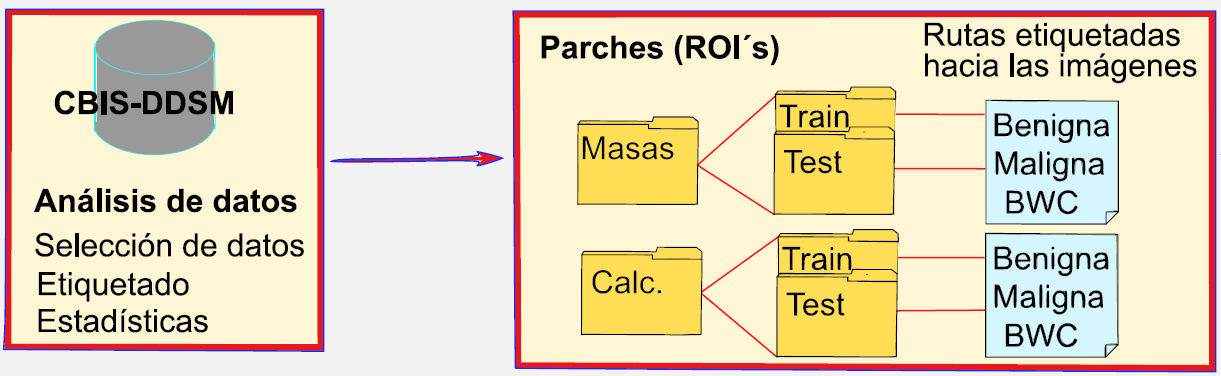 CBIS-DDSM
Análisis de datos
Selección de datos
Etiquetado
Estadísticas
Parches (ROI´s)
Rutas etiquetadas
hacia las imágenes
Masas
Train
Test
Benigna
Maligna
BWC
Calc.
Train
Test
Benigna
Maligna
BWC